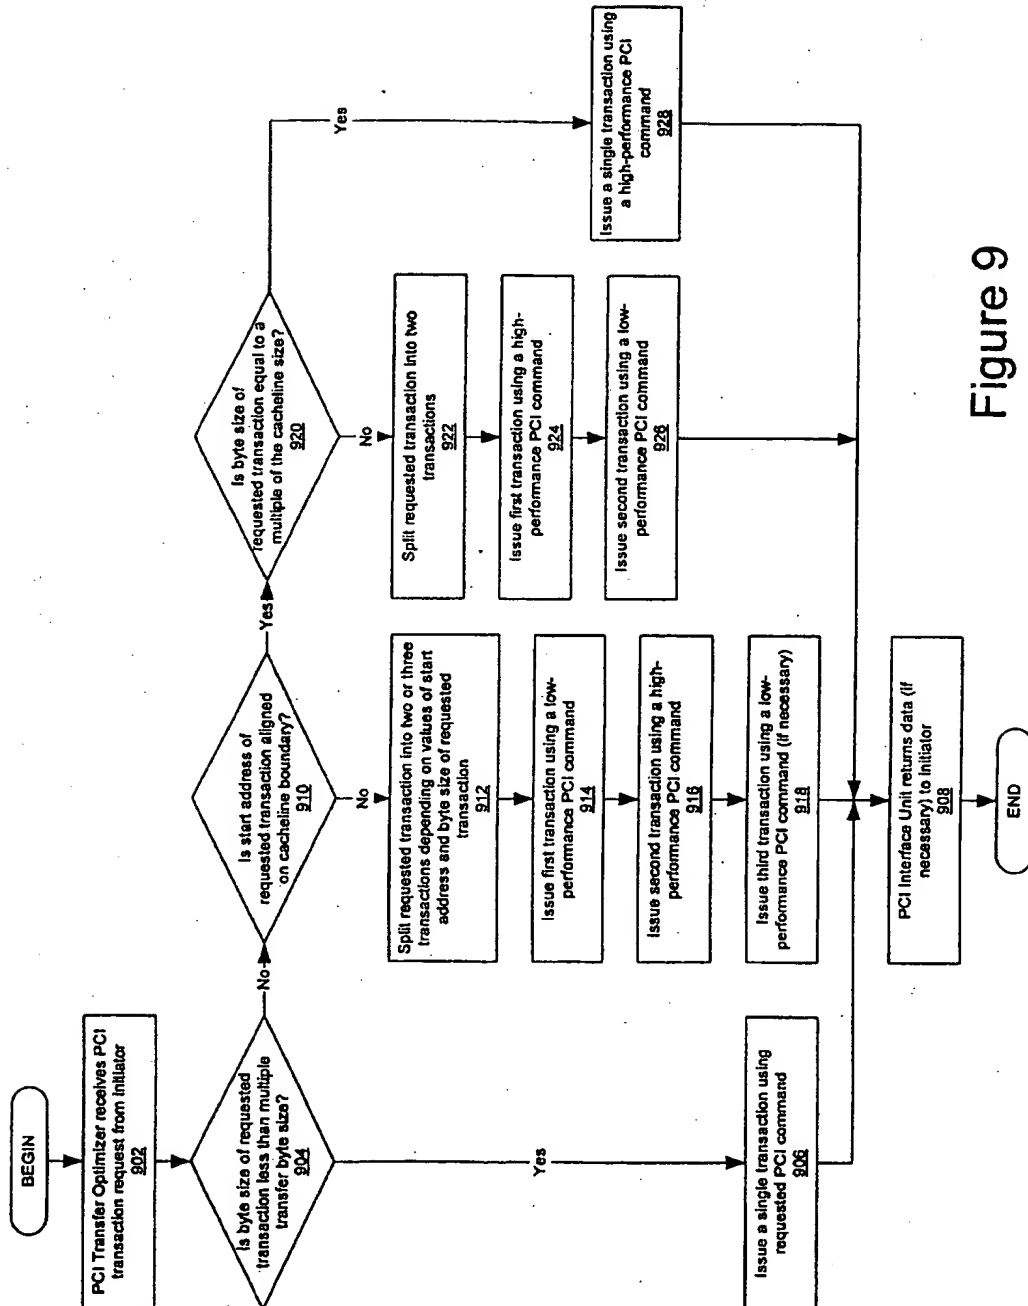 BEGIN
PCI Transfer Optimizer receives PCI
transaction request from Initiator
902
Is byte size of requested
transaction less than multiple
transfer byte size?
904
Yes
No
Issue a single transaction using
requested PCI command
906
Is start address of
requested transaction aligned
on cacheline boundary?
910
Yes
No
Split requested transaction into two or three
transactions depending on values of start
address and byte size of requested
transaction
912
Issue first transaction using a low-
performance PCI command
914
Issue second transaction using a high-
performance PCI command
916
Issue third transaction using a low-
performance PCI command (if necessary)
918
Is byte size of
requested transaction equal to a
multiple of the cacheline size?
920
Yes
No
Split requested transaction into two
transactions
922
Issue first transaction using a high-
performance PCI command
924
Issue second transaction using a low-
performance PCI command
926
Issue a single transaction using
a high-performance PCI
command
928
PCI Interface Unit returns data (if
necessary) to Initiator
908
END
Figure 9